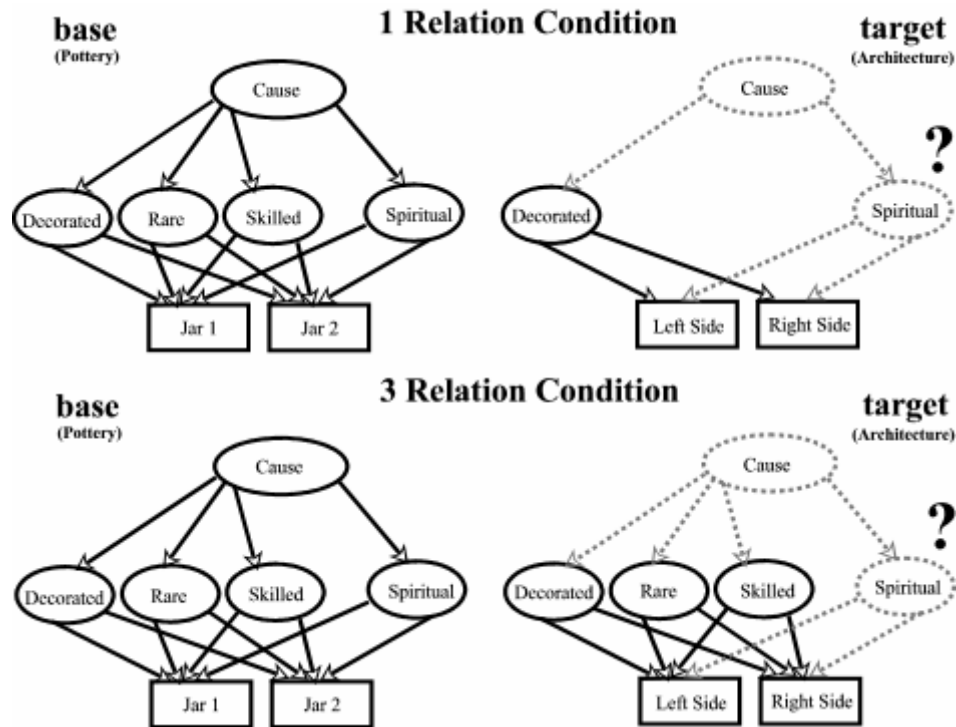 1 Relation Condition
base
(Pottery)
target
(Architecture)
Cause
Cause
?
Decorated
Rare
Skilled
Spiritual
Decorated
Spiritual
Jar 1
Jar 2
Left Side
Right Side
3 Relation Condition
base
(Pottery)
target
(Architecture)
Cause
Cause
?
Decorated
Rare
Skilled
Spiritual
Decorated
Rare
Skilled
Spiritual
Jar 1
Jar 2
Left Side
Right Side